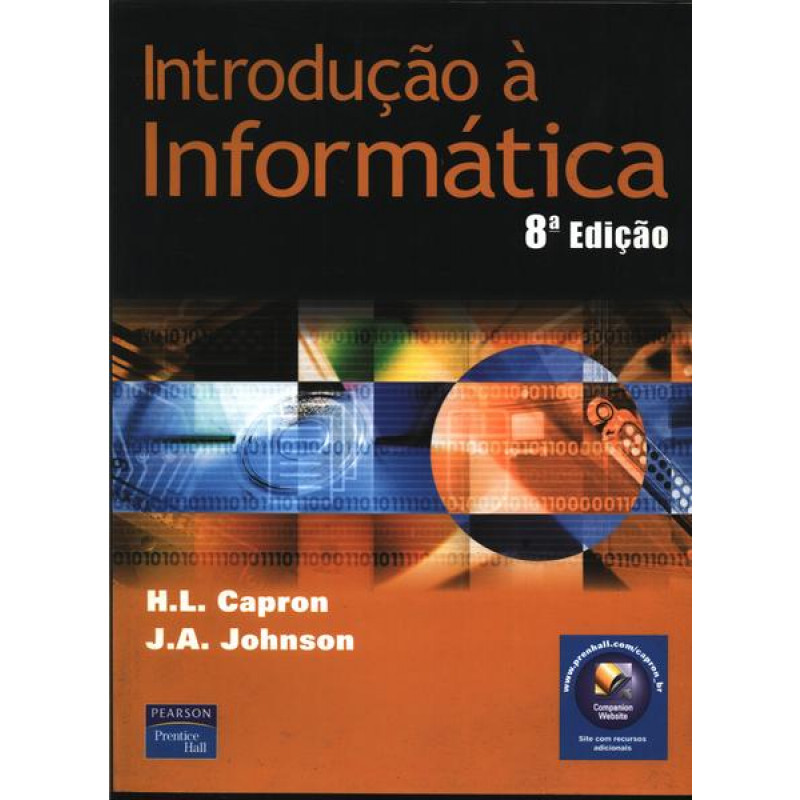 Introdução à
Informática
8ª Edição
H.L. Capron
J.A. Johnson
PEARSON
Prentice
Hall
www.prenhall.com/capron_br
Companion
Website
Site com recursos
adicionais